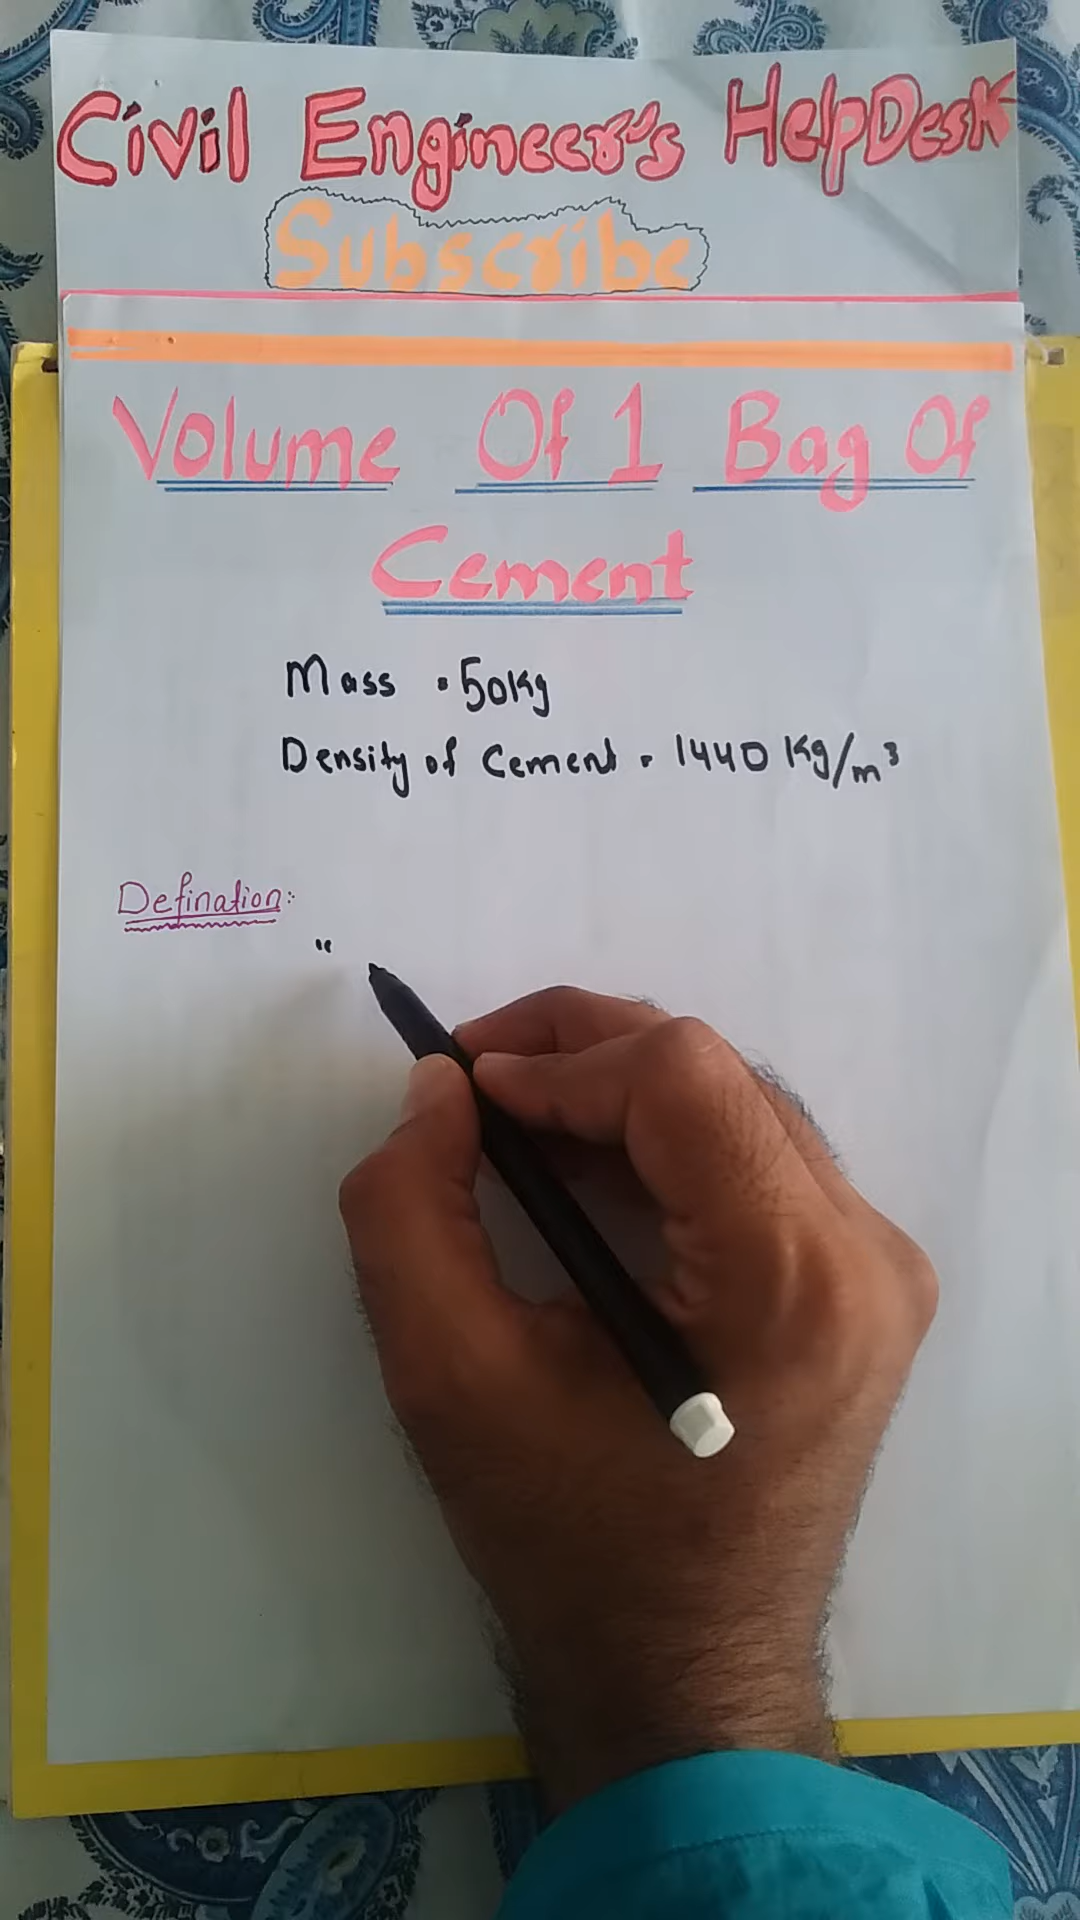 Civil Engineer's HelpDesk
Subscribe
Volume Of 1 Bag Of
Cement
Mass = 50Kg
Density of Cement = 1440 Kg/m³
Defination:
"